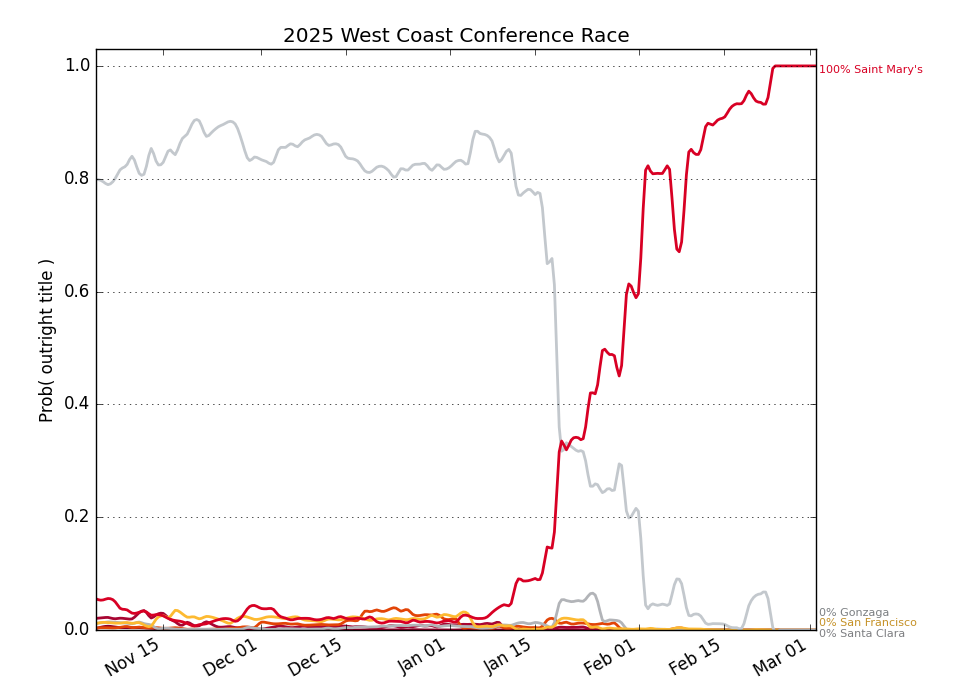 2025 West Coast Conference Race
1.0
100% Saint Mary's
0.8
0.6
0.4
0.2
0.0
Prob( outright title )
0% Gonzaga
0% San Francisco
0% Santa Clara
Nov 15
Dec 01
Dec 15
Jan 01
Jan 15
Feb 01
Feb 15
Mar 01